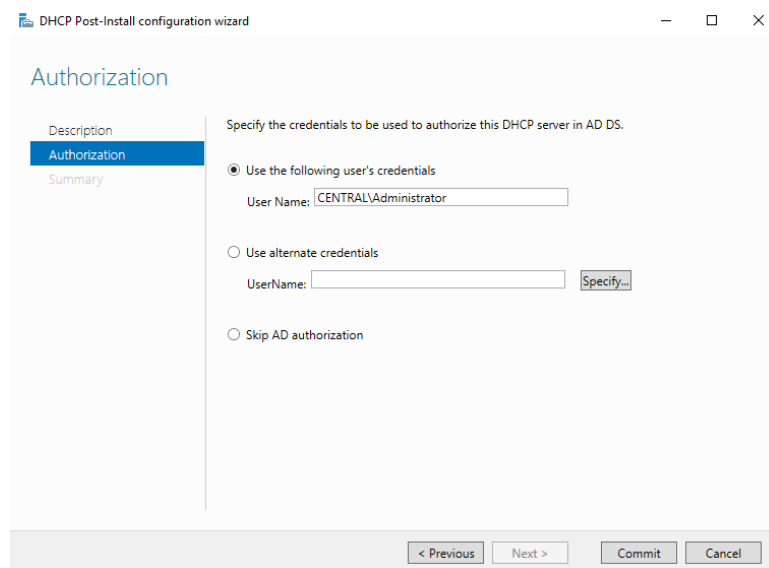 DHCP Post-Install configuration wizard
Authorization
Description
Authorization
Summary
Specify the credentials to be used to authorize this DHCP server in AD DS.
Use the following user's credentials
User Name: CENTRAL\Administrator
Use alternate credentials
UserName: Specify...
Skip AD authorization
< Previous Next > Commit Cancel